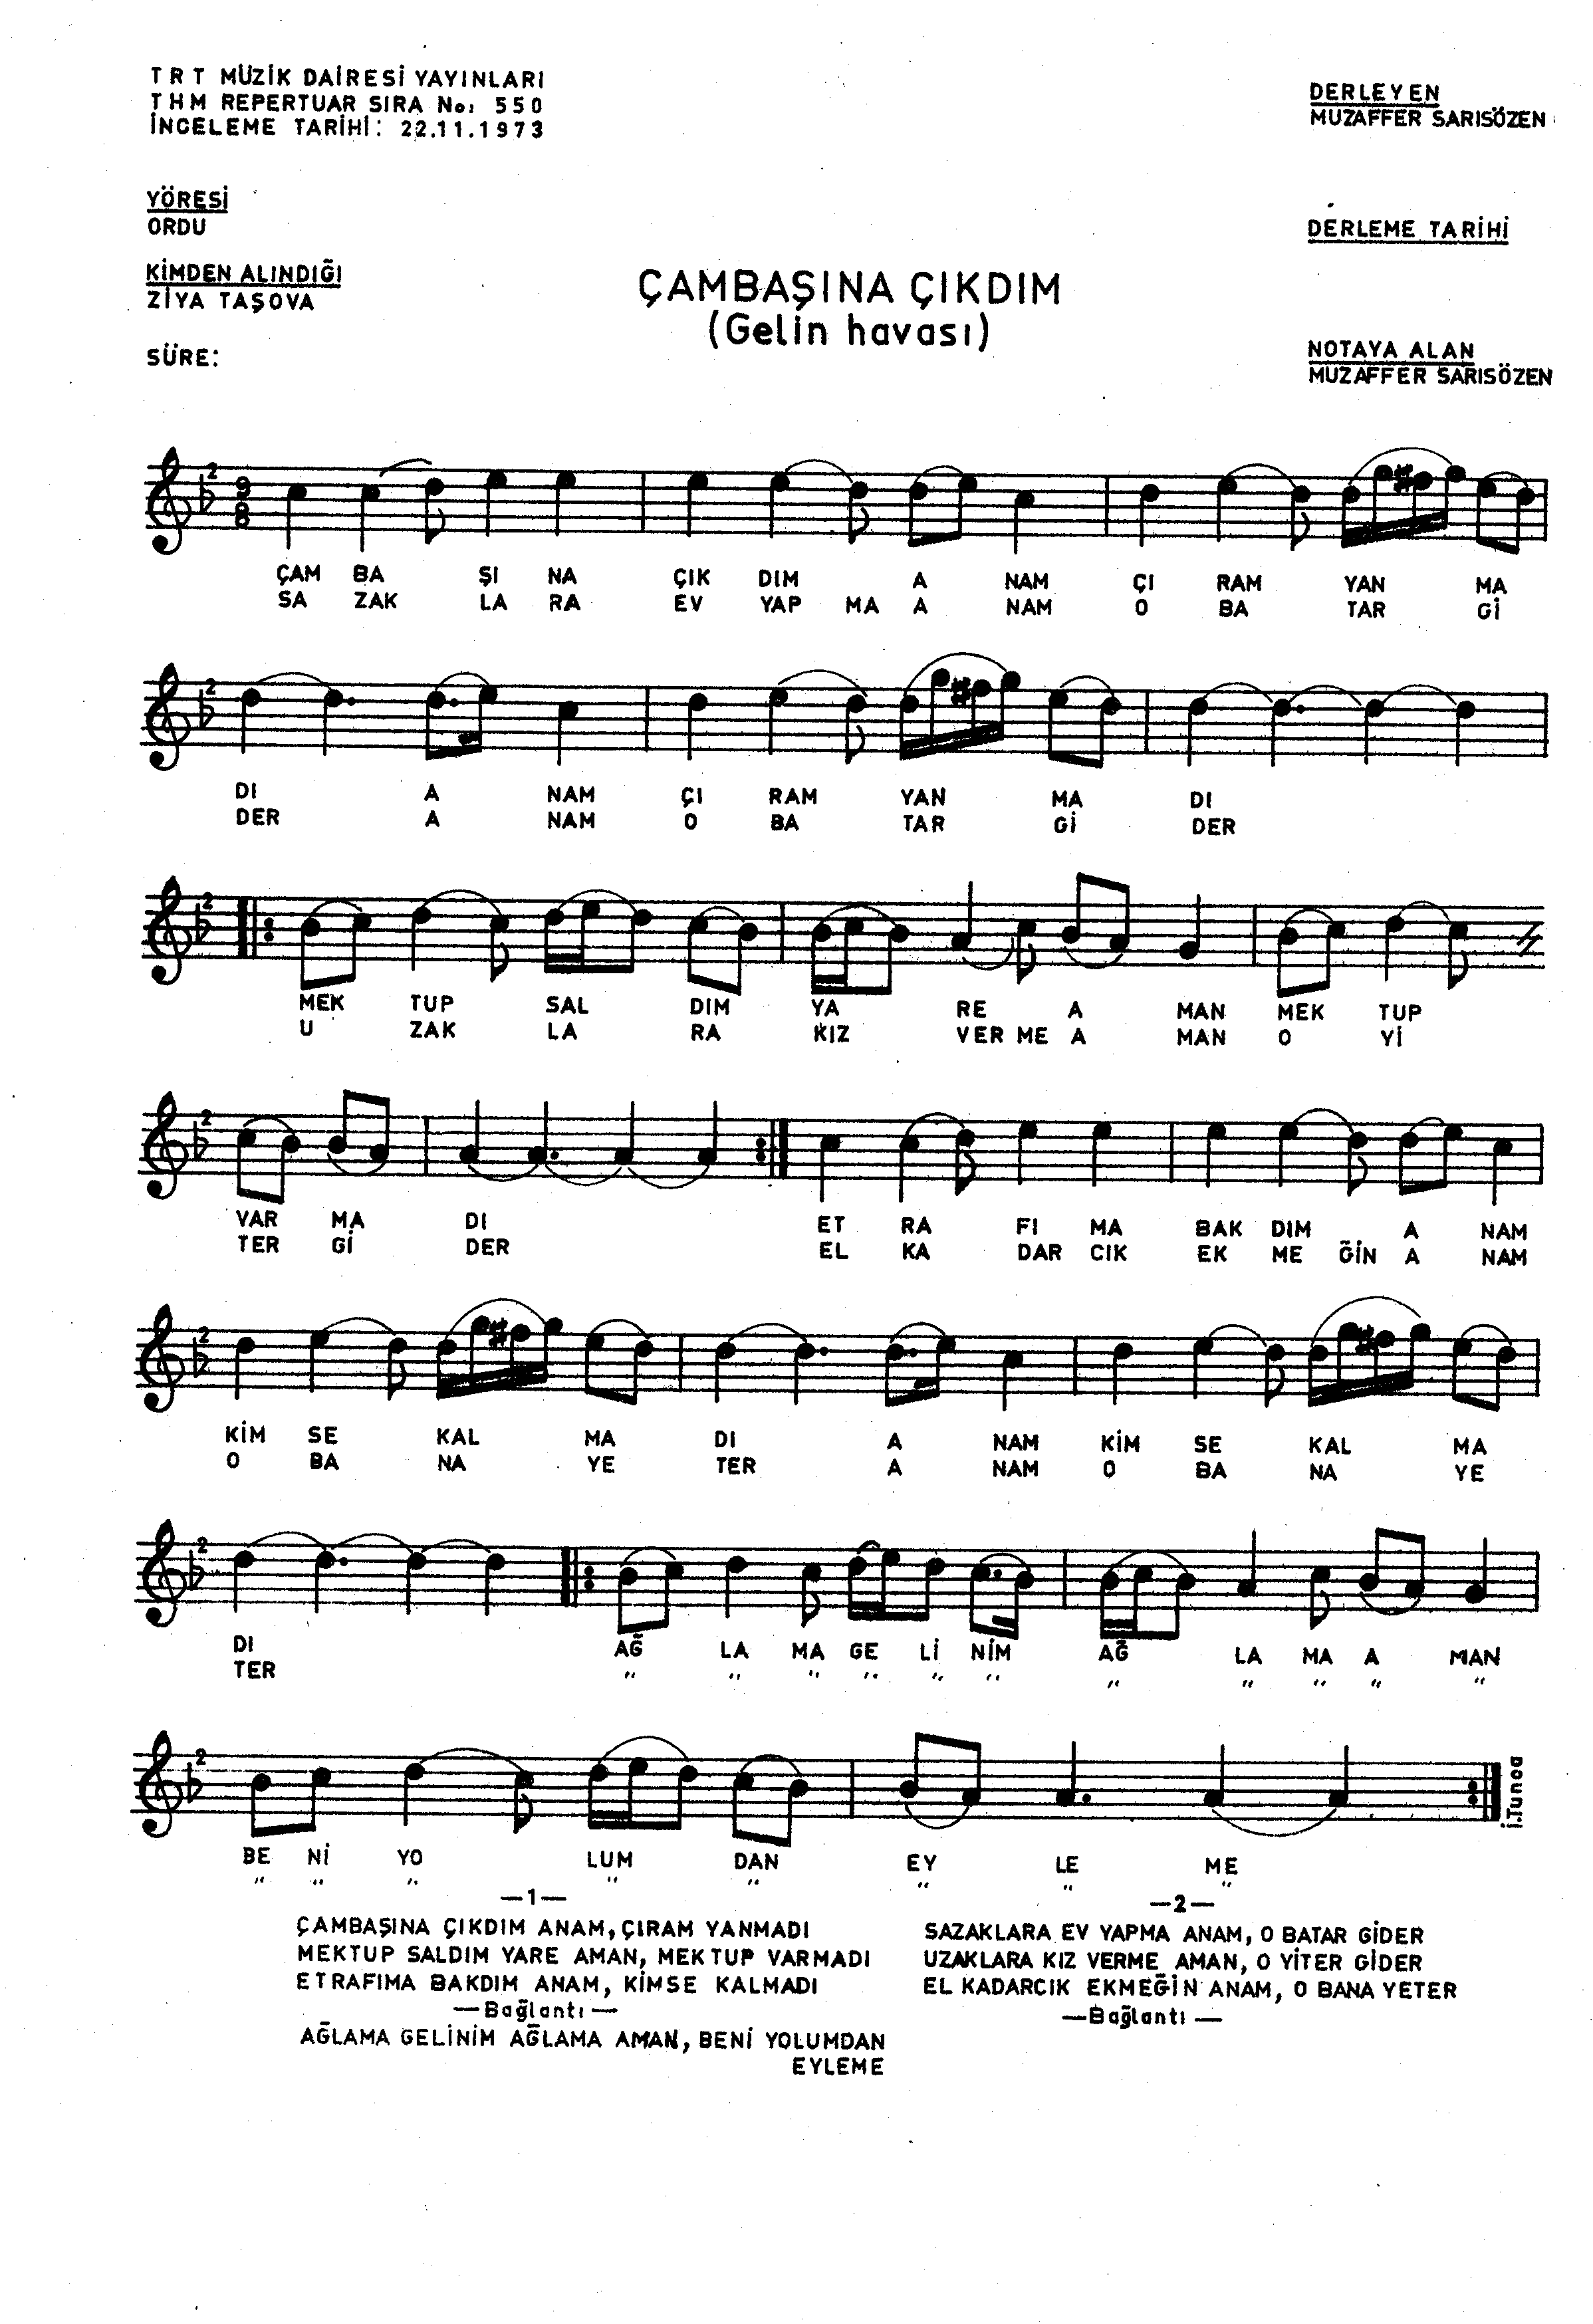 TRT MÜZİK DAİRESİ YAYINLARI
THM REPERTUAR SIRA No: 550
İNCELEME TARİHİ: 22.11.1973
DERLEYEN
MUZAFFER SARISÖZEN
YÖRESİ
ORDU
DERLEME TARİHİ
KİMDEN ALINDIĞI
ZİYA TAŞOVA
ÇAMBAŞINA ÇIKDIM
(Gelin havası)
SÜRE:
NOTAYA ALAN
MUZAFFER SARISÖZEN
2 9 8
ÇAM BA ŞI NA ÇIK DIM A NAM ÇI RAM YAN MA
SA ZAK LA RA EV YAP MA A NAM O BA TAR Gİ
2
DI A NAM ÇI RAM YAN MA DI
DER A NAM O BA TAR Gİ DER
2
MEK TUP SAL DIM YA RE A MAN MEK TUP
U ZAK LA RA KIZ VER ME A MAN O Yİ
2
VAR MA DI ET RA FI MA BAK DIM A NAM
TER Gİ DER EL KA DAR CIK EK ME ĞİN A NAM
2
KİM SE KAL MA DI A NAM KİM SE KAL MA
O BA NA YE TER A NAM O BA NA YE
2
DI AĞ LA MA GE Lİ NİM AĞ LA MA A MAN
TER " " " " " " " " " " "
2
İ.Tunca
BE Nİ YO LUM DAN EY LE ME
" " " " " " " "
—1—
ÇAMBAŞINA ÇIKDIM ANAM, ÇIRAM YANMADI
MEKTUP SALDIM YARE AMAN, MEKTUP VARMADI
ETRAFIMA BAKDIM ANAM, KİMSE KALMADI
—Bağlantı—
AĞLAMA GELİNİM AĞLAMA AMAN, BENİ YOLUMDAN
EYLEME
—2—
SAZAKLARA EV YAPMA ANAM, O BATAR GİDER
UZAKLARA KIZ VERME AMAN, O YİTER GİDER
EL KADARCIK EKMEĞİN ANAM, O BANA YETER
—Bağlantı—